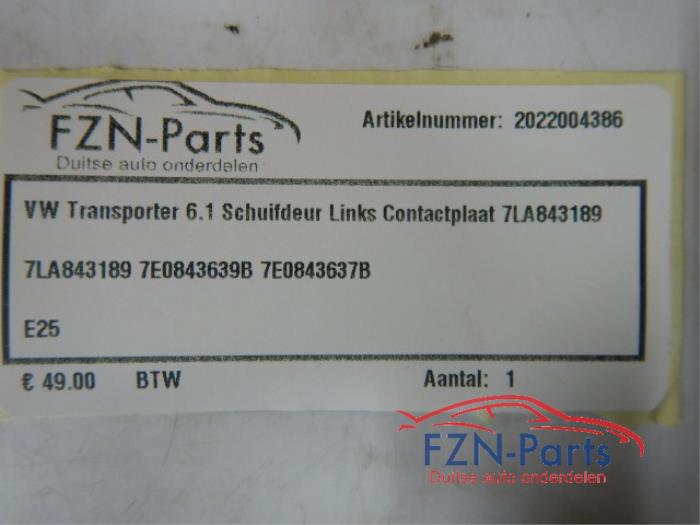 FZN-Parts
Duitse auto onderdelen
Artikelnummer: 2022004386
VW Transporter 6.1 Schuifdeur Links Contactplaat 7LA843189
7LA843189 7E0843639B 7E0843637B
E25
€ 49.00 BTW Aantal: 1
FZN-Parts
Duitse auto onderdelen